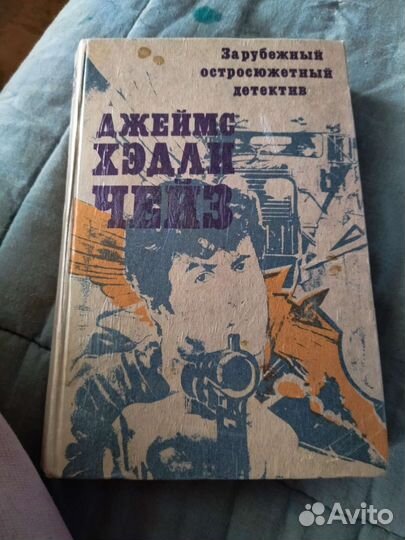 Зарубежный
остросюжетный
детектив
ДЖЕЙМС
ХЭДЛИ
ЧЕЙЗ
Avito